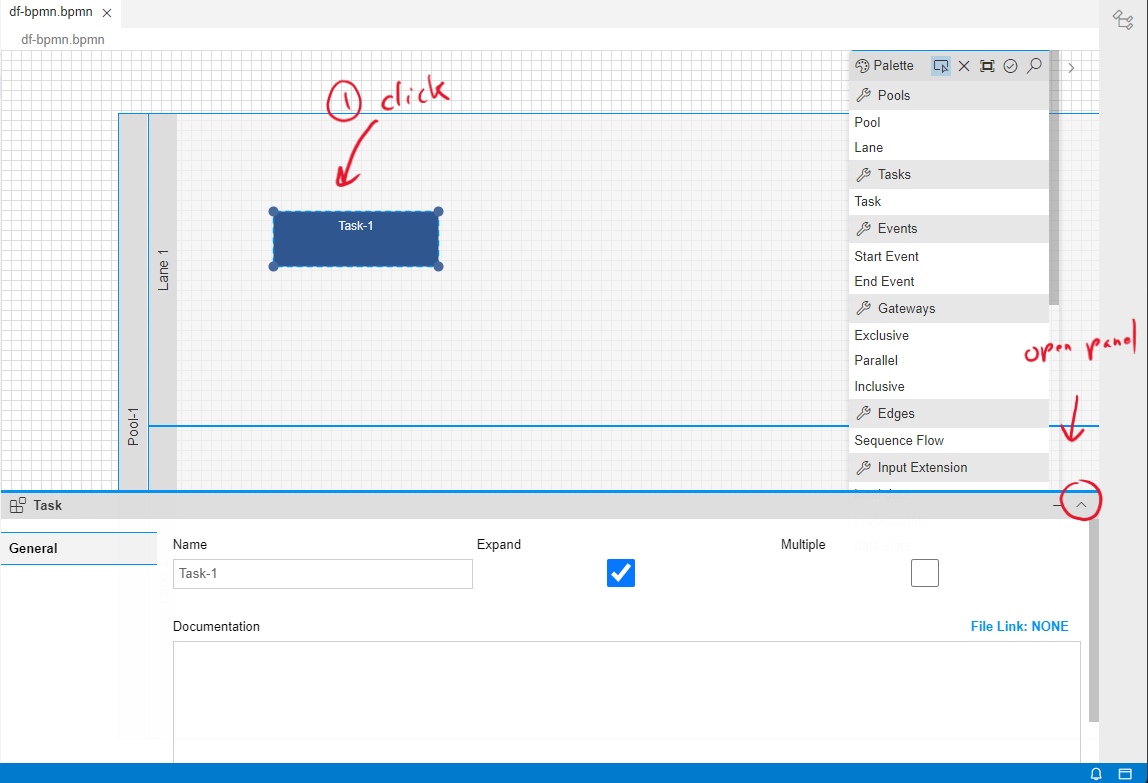 df-bpmn.bpmn
df-bpmn.bpmn
① click
Palette
Pools
Pool
Lane
Tasks
Task
Task-1
Events
Start Event
Lane 1
End Event
Gateways
Exclusive
open panel
Parallel
Inclusive
Pool-1
Edges
Sequence Flow
Input Extension
Task
General
Name
Expand
Multiple
Task-1
Documentation
File Link: NONE